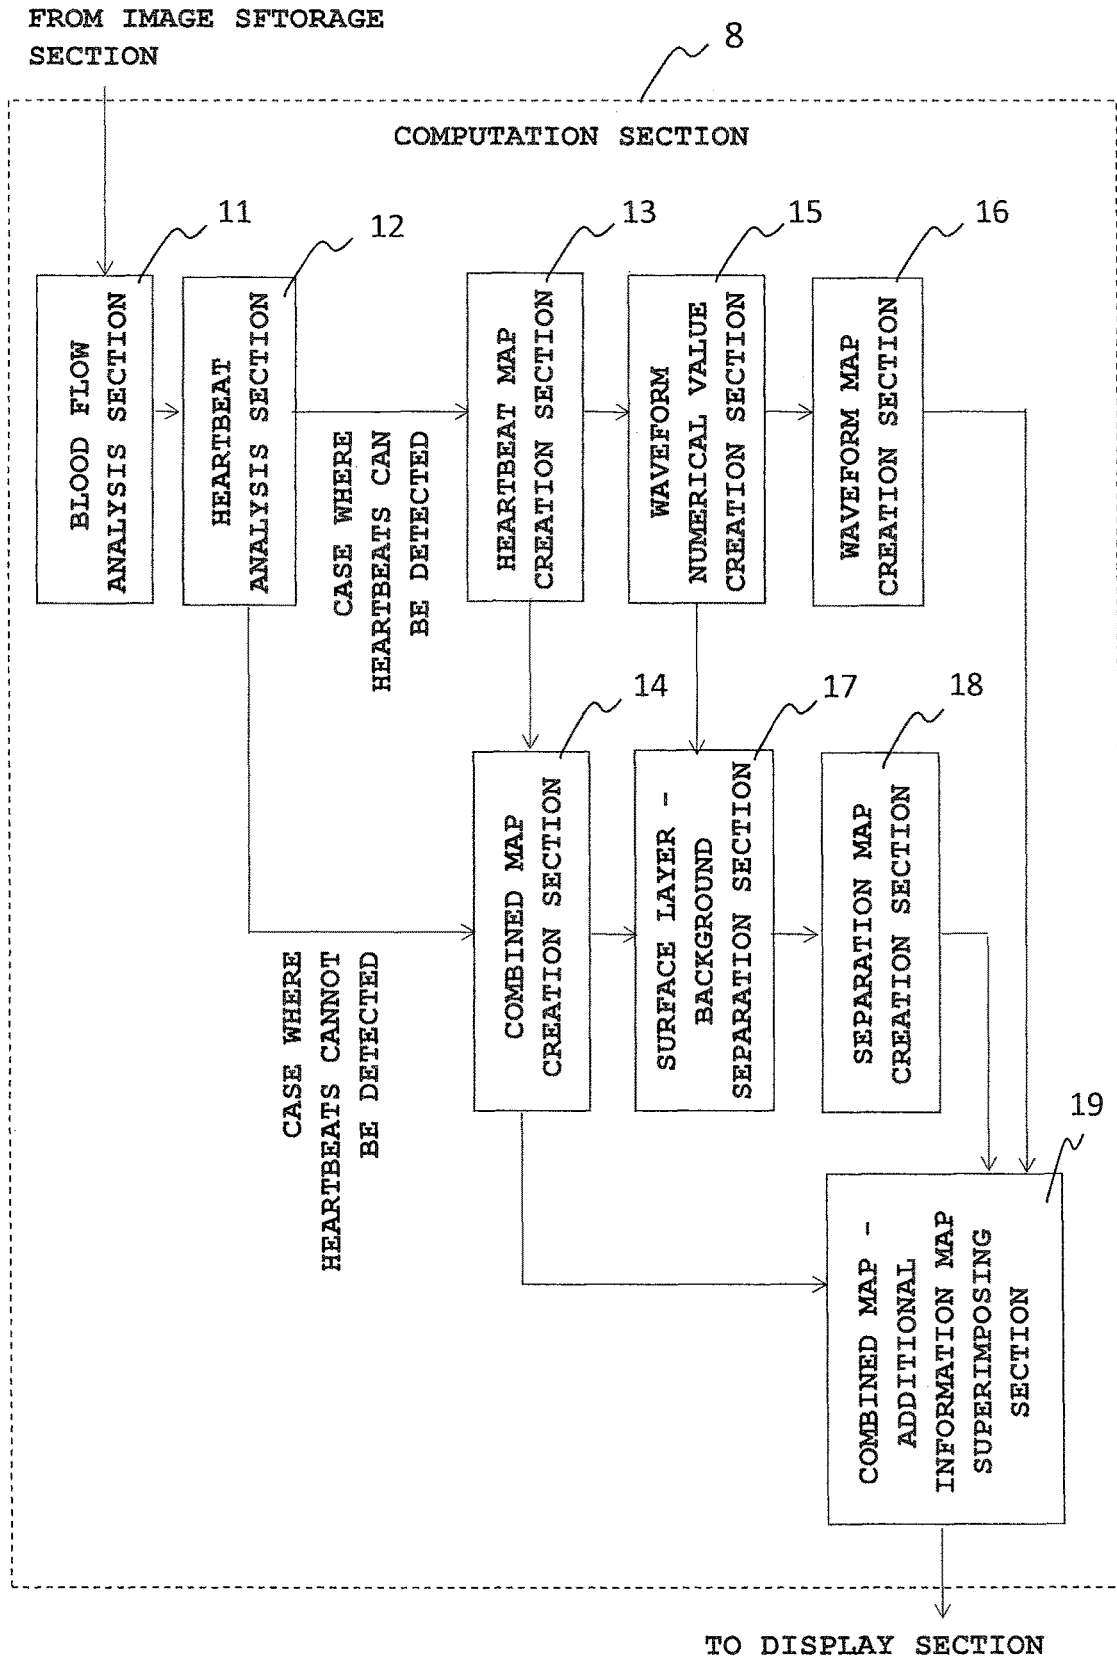 FROM IMAGE SFTORAGE
SECTION
8
COMPUTATION SECTION
11
BLOOD FLOW
ANALYSIS SECTION
12
HEARTBEAT
ANALYSIS SECTION
CASE WHERE
HEARTBEATS CAN
BE DETECTED
13
HEARTBEAT MAP
CREATION SECTION
15
WAVEFORM
NUMERICAL VALUE
CREATION SECTION
16
WAVEFORM MAP
CREATION SECTION
CASE WHERE
HEARTBEATS CANNOT
BE DETECTED
14
COMBINED MAP
CREATION SECTION
17
SURFACE LAYER -
BACKGROUND
SEPARATION SECTION
18
SEPARATION MAP
CREATION SECTION
19
COMBINED MAP -
ADDITIONAL
INFORMATION MAP
SUPERIMPOSING
SECTION
TO DISPLAY SECTION